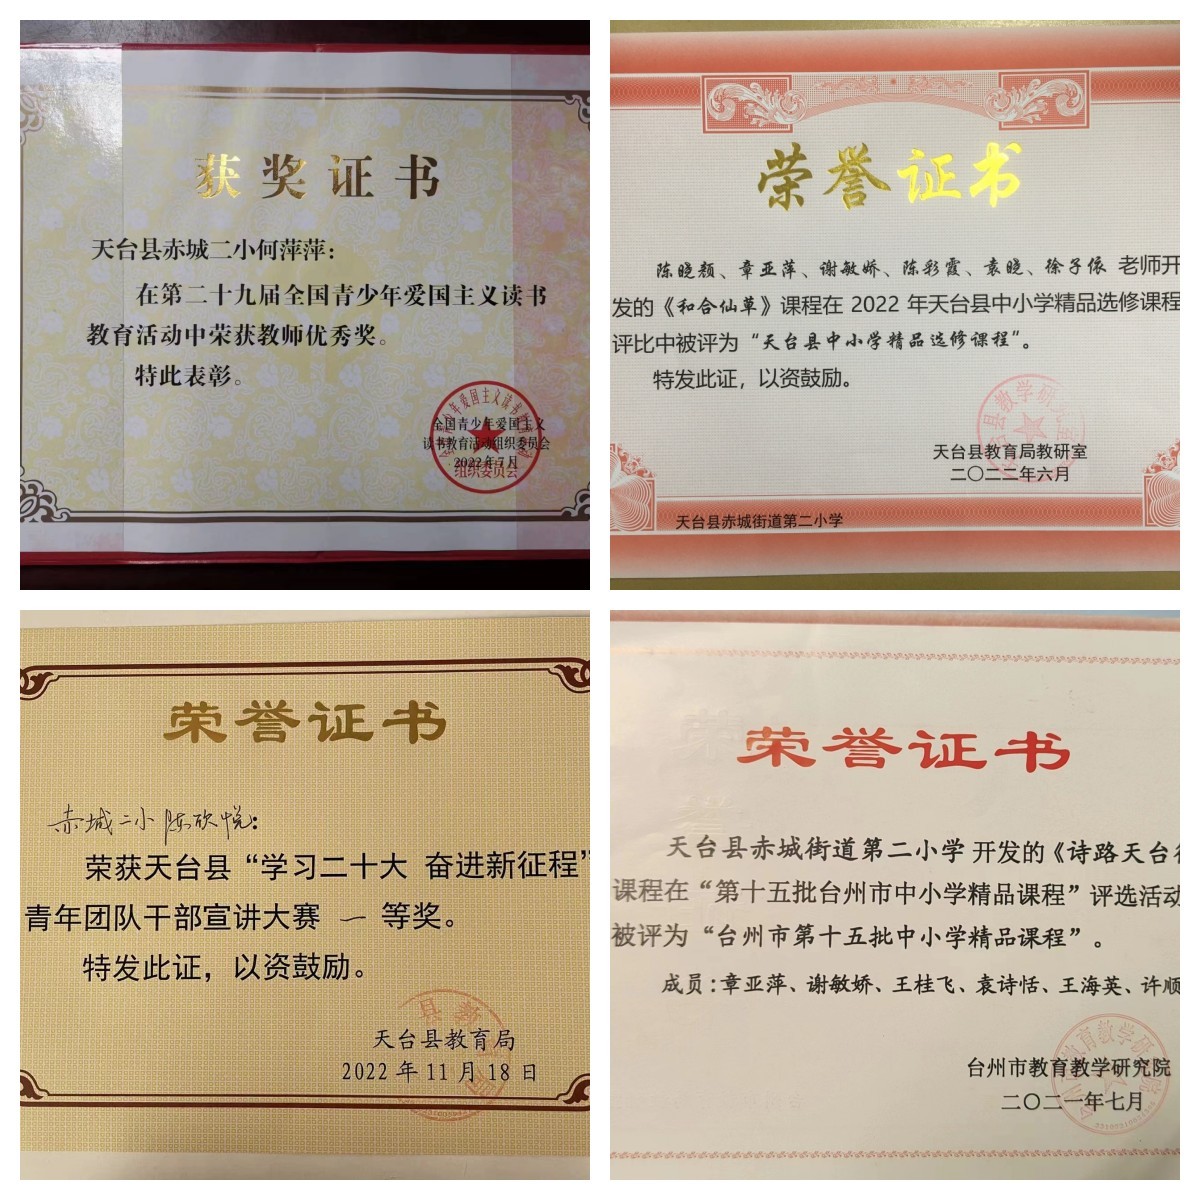 获奖证书
天台县赤城二小何萍萍:
在第二十九届全国青少年爱国主义读书
教育活动中荣获教师优秀奖。
特此表彰。
全国青少年爱国主义
读书教育活动组织委员会
2022年7月
组织委员会
荣誉证书
陈晓颜、章亚萍、谢敏娇、陈彩霞、袁晓、徐子依 老师开
发的《和合仙草》课程在 2022 年天台县中小学精品选修课程
评比中被评为“天台县中小学精品选修课程”。
特发此证，以资鼓励。
天台县教育局教研室
二〇二二年六月
天台县赤城街道第二小学
荣誉证书
赤城二小陈欣悦:
荣获天台县“学习二十大 奋进新征程”
青年团队干部宣讲大赛 一 等奖。
特发此证，以资鼓励。
天台县教育局
2022 年 11 月 18 日
荣誉证书
天台县赤城街道第二小学 开发的《诗路天台
课程在“第十五批台州市中小学精品课程”评选活动
被评为“台州市第十五批中小学精品课程”。
成员:章亚萍、谢敏娇、王桂飞、袁诗恬、王海英、许顺
台州市教育教学研究院
二〇二一年七月